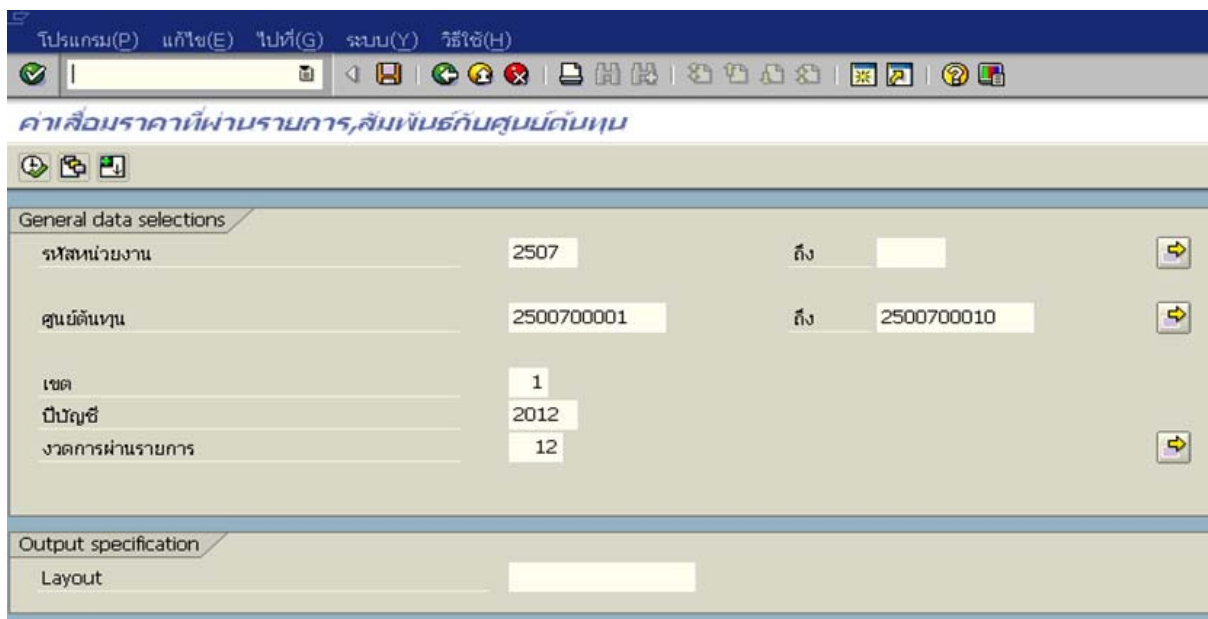 โปรแกรม(P) แก้ไข(E) ไปที่(G) ระบบ(Y) วิธีใช้(H)
ค่าเสื่อมราคาที่ผ่านรายการ,สัมพันธ์กับศูนย์ต้นทุน
General data selections
รหัสหน่วยงาน 2507 ถึง
ศูนย์ต้นทุน 2500700001 ถึง 2500700010
เขต 1
ปีบัญชี 2012
งวดการผ่านรายการ 12
Output specification
Layout